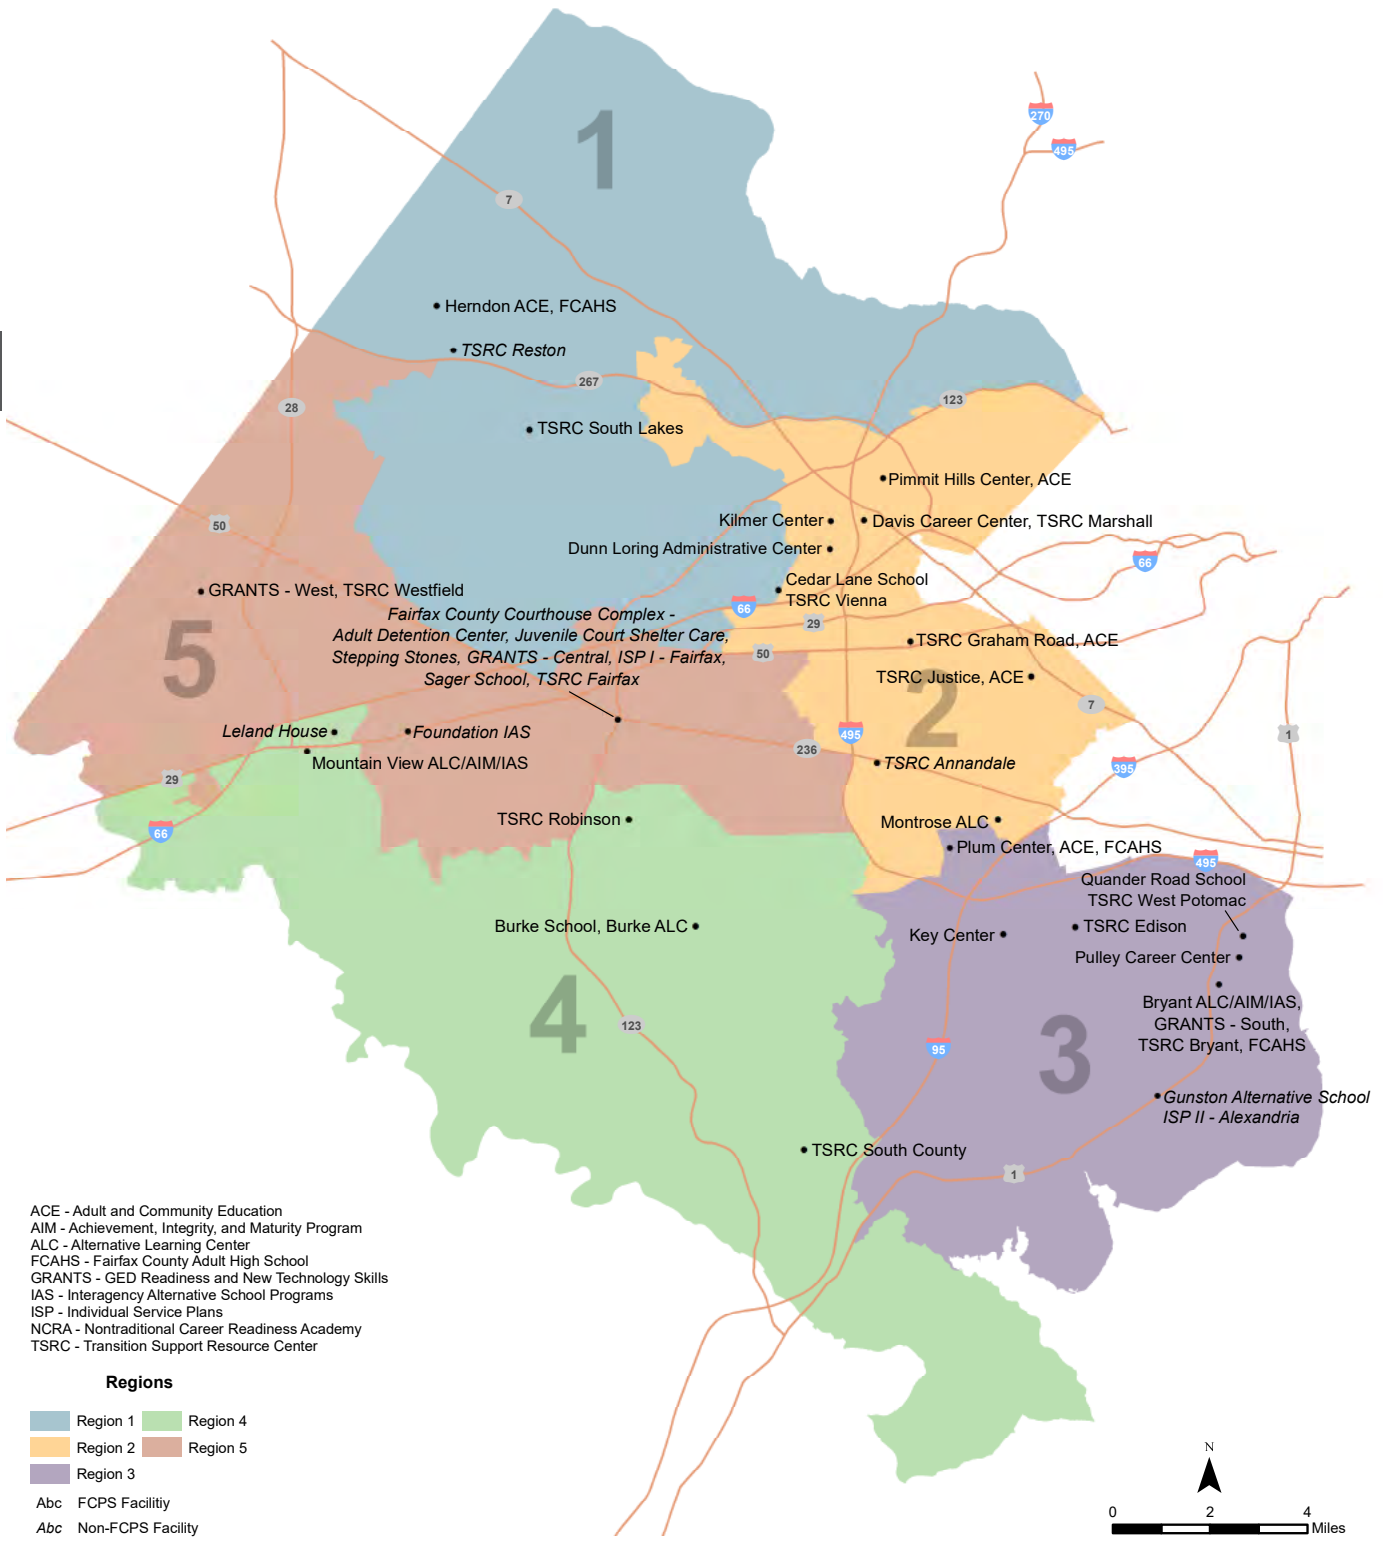 270
495
1
7
Herndon ACE, FCAHS
TSRC Reston
267
123
28
TSRC South Lakes
Pimmit Hills Center, ACE
50
Kilmer Center
Davis Career Center, TSRC Marshall
Dunn Loring Administrative Center
66
Cedar Lane School
TSRC Vienna
GRANTS - West, TSRC Westfield
66
Fairfax County Courthouse Complex -
Adult Detention Center, Juvenile Court Shelter Care,
Stepping Stones, GRANTS - Central, ISP I - Fairfax,
Sager School, TSRC Fairfax
29
50
TSRC Graham Road, ACE
5
TSRC Justice, ACE
2
7
Leland House
Foundation IAS
495
1
236
Mountain View ALC/AIM/IAS
TSRC Annandale
395
29
66
TSRC Robinson
Montrose ALC
Plum Center, ACE, FCAHS
495
Quander Road School
TSRC West Potomac
Burke School, Burke ALC
Key Center
TSRC Edison
Pulley Career Center
4
123
Bryant ALC/AIM/IAS,
GRANTS - South,
TSRC Bryant, FCAHS
95
3
Gunston Alternative School
ISP II - Alexandria
TSRC South County
1
ACE - Adult and Community Education
AIM - Achievement, Integrity, and Maturity Program
ALC - Alternative Learning Center
FCAHS - Fairfax County Adult High School
GRANTS - GED Readiness and New Technology Skills
IAS - Interagency Alternative School Programs
ISP - Individual Service Plans
NCRA - Nontraditional Career Readiness Academy
TSRC - Transition Support Resource Center
Regions
Region 1 Region 4
Region 2 Region 5
Region 3
Abc FCPS Facilitiy
Abc Non-FCPS Facility
N
0 2 4
Miles